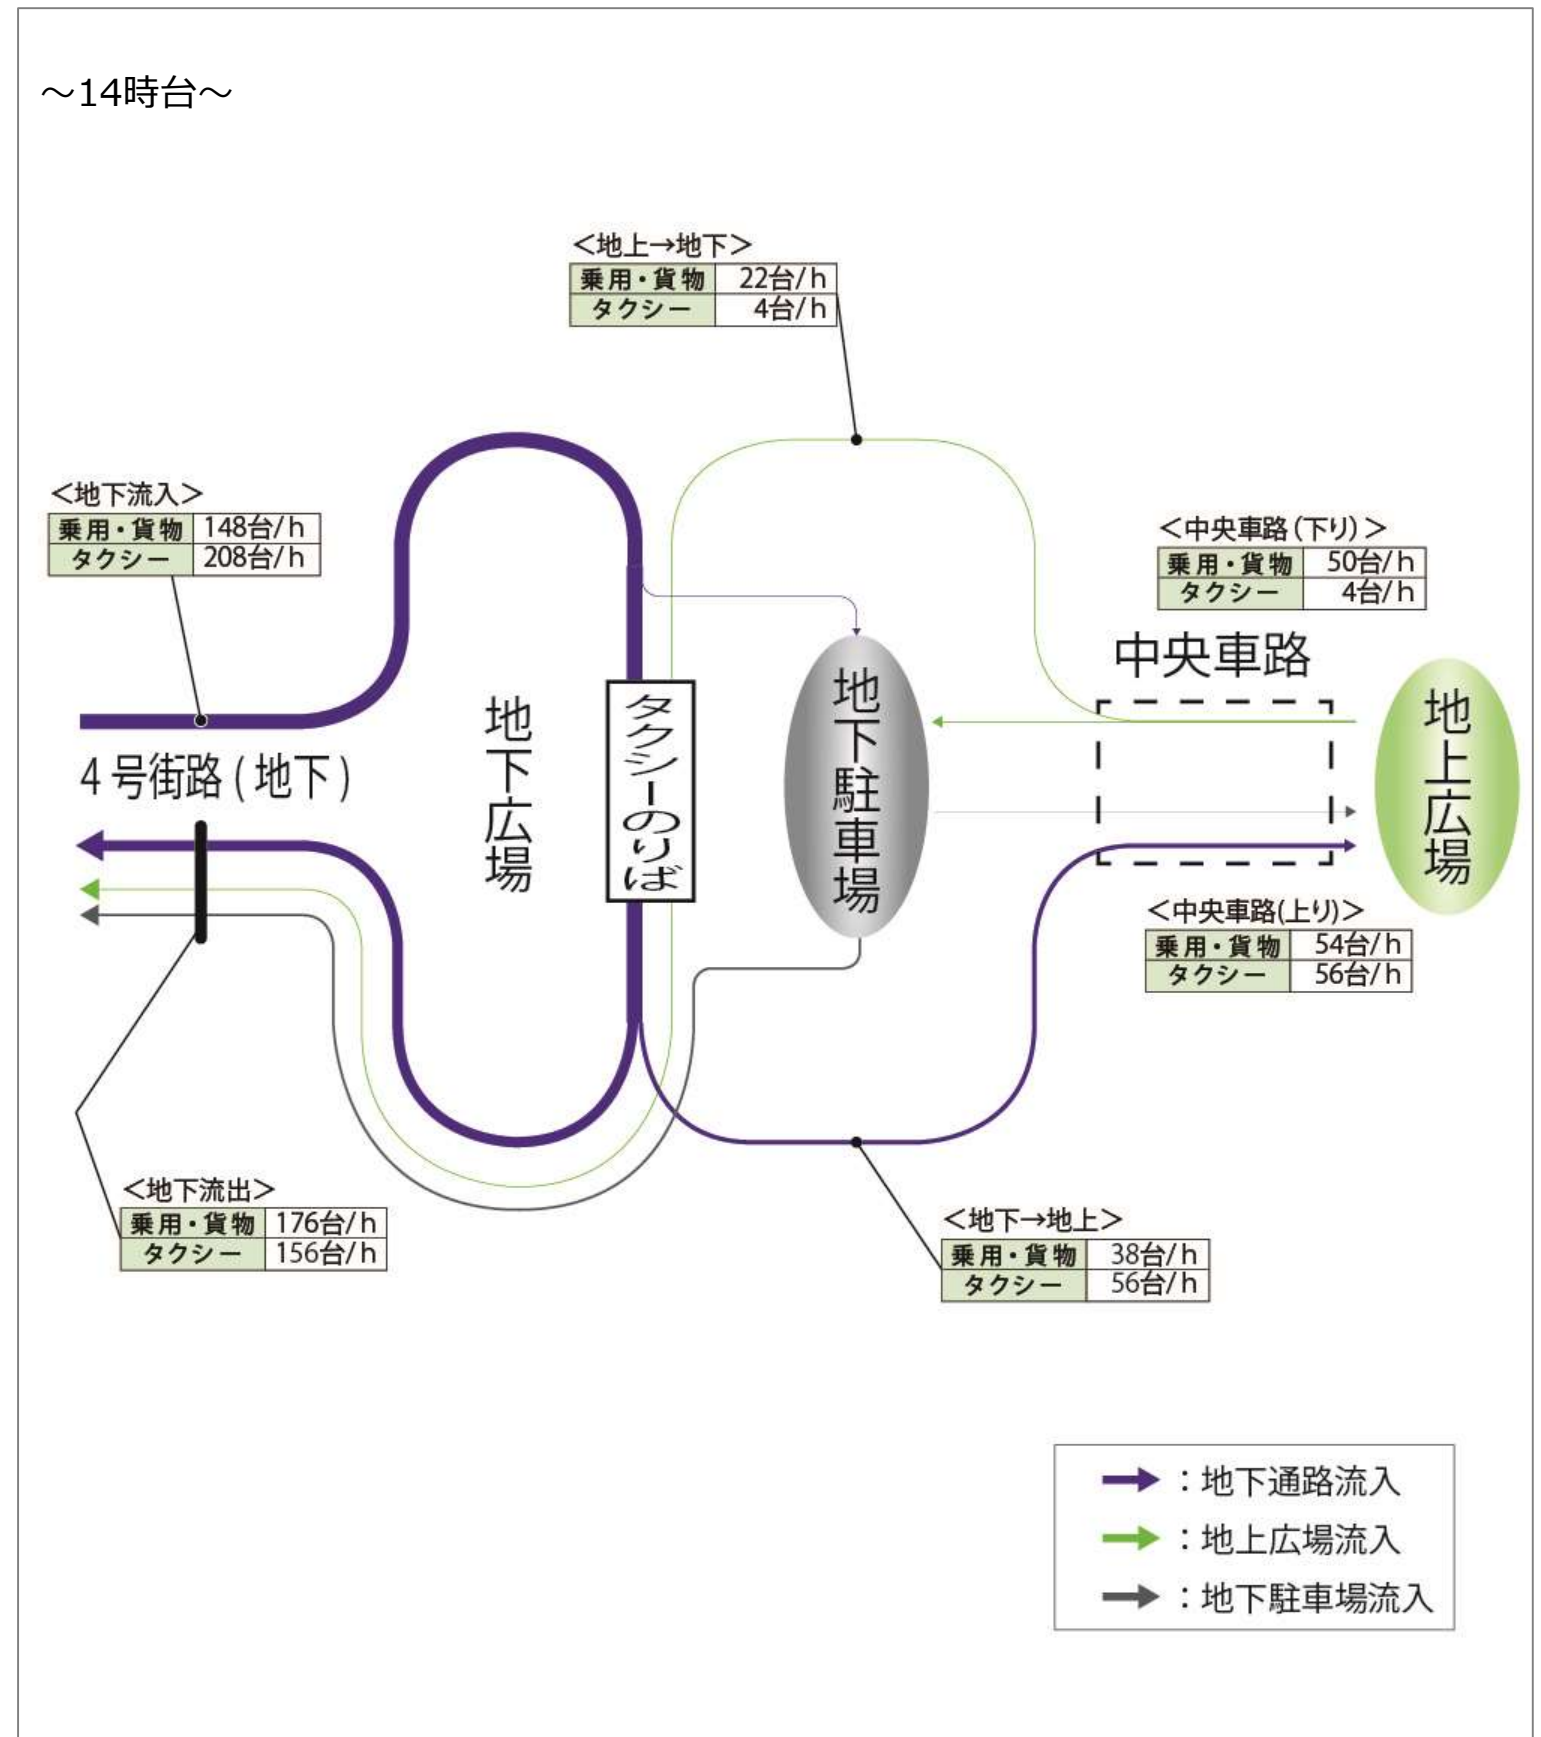 ～14時台～
＜地上→地下＞
乗用・貨物 22台/h
タクシー 4台/h
＜地下流入＞
乗用・貨物 148台/h
タクシー 208台/h
＜中央車路(下り)＞
乗用・貨物 50台/h
タクシー 4台/h
中央車路
地下広場
タクシーのりば
地下駐車場
地上広場
4号街路(地下)
＜中央車路(上り)＞
乗用・貨物 54台/h
タクシー 56台/h
＜地下流出＞
乗用・貨物 176台/h
タクシー 156台/h
＜地下→地上＞
乗用・貨物 38台/h
タクシー 56台/h
：地下通路流入
：地上広場流入
：地下駐車場流入